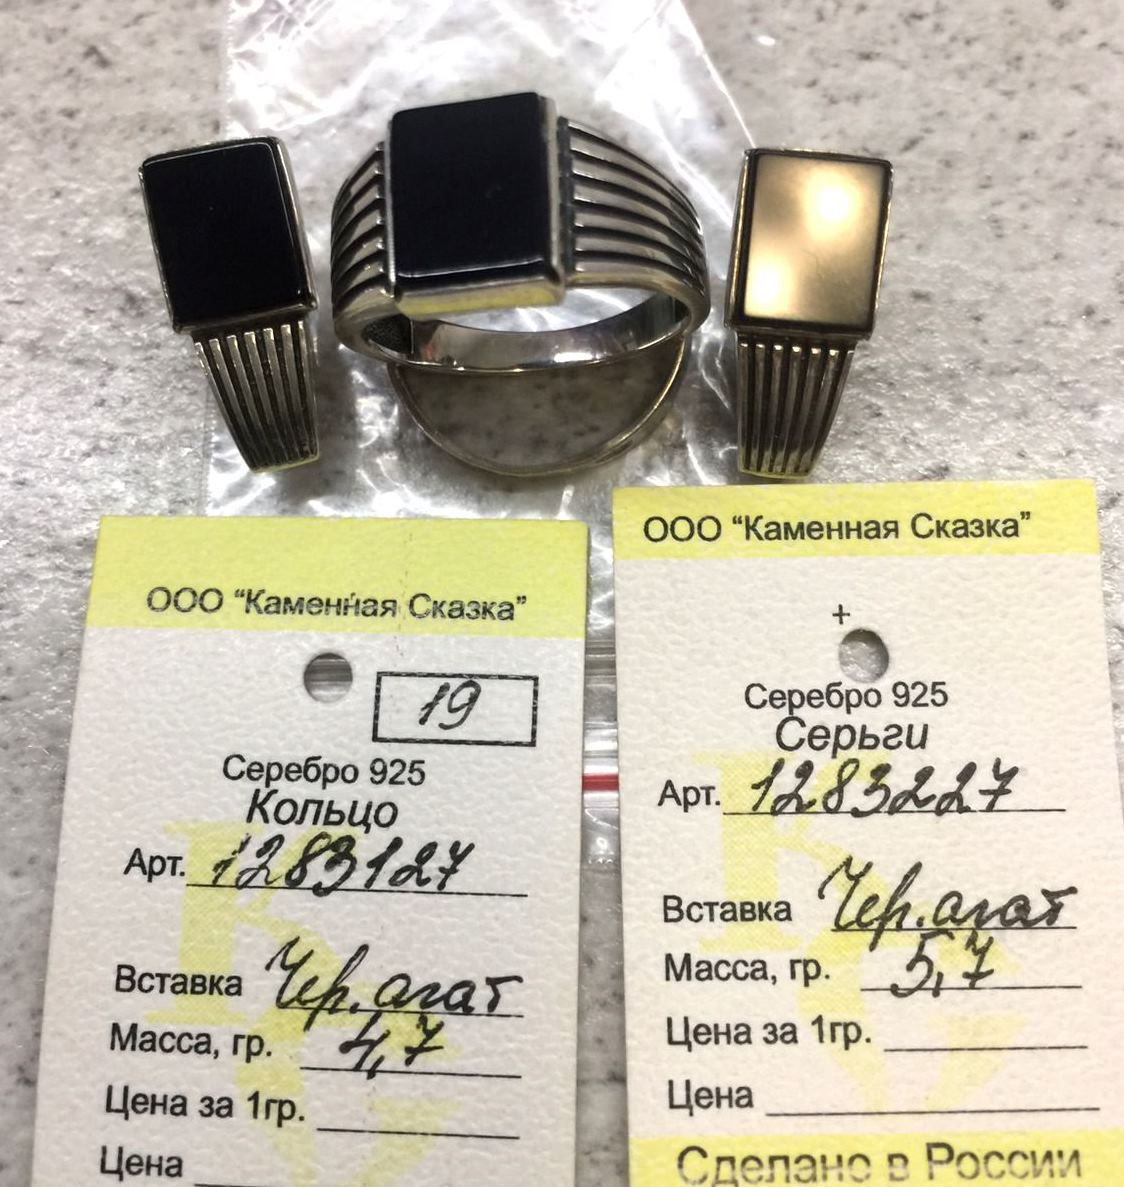 ООО “Каменная Сказка”
19
Серебро 925
Кольцо
Арт. 1283127
Вставка Чер. агат
Масса, гр. 4,7
Цена за 1гр.
Цена
ООО “Каменная Сказка”
+
Серебро 925
Серьги
Арт. 1283227
Вставка Чер. агат
Масса, гр. 5,7
Цена за 1гр.
Цена
Сделано в России